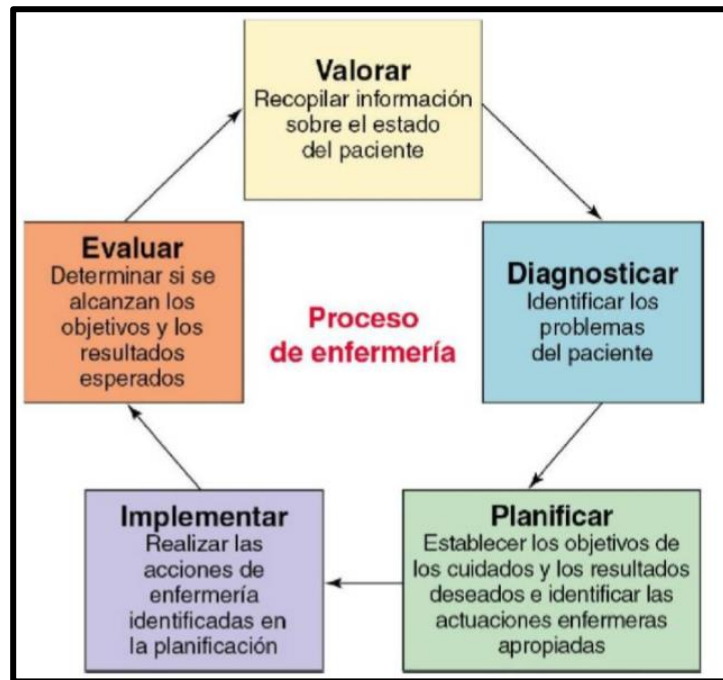 Valorar
Recopilar información
sobre el estado
del paciente
Evaluar
Determinar si se
alcanzan los
objetivos y los
resultados
esperados
Proceso
de enfermería
Diagnosticar
Identificar los
problemas
del paciente
Implementar
Realizar las
acciones de
enfermería
identificadas en
la planificación
Planificar
Establecer los objetivos de
los cuidados y los resultados
deseados e identificar las
actuaciones enfermeras
apropiadas